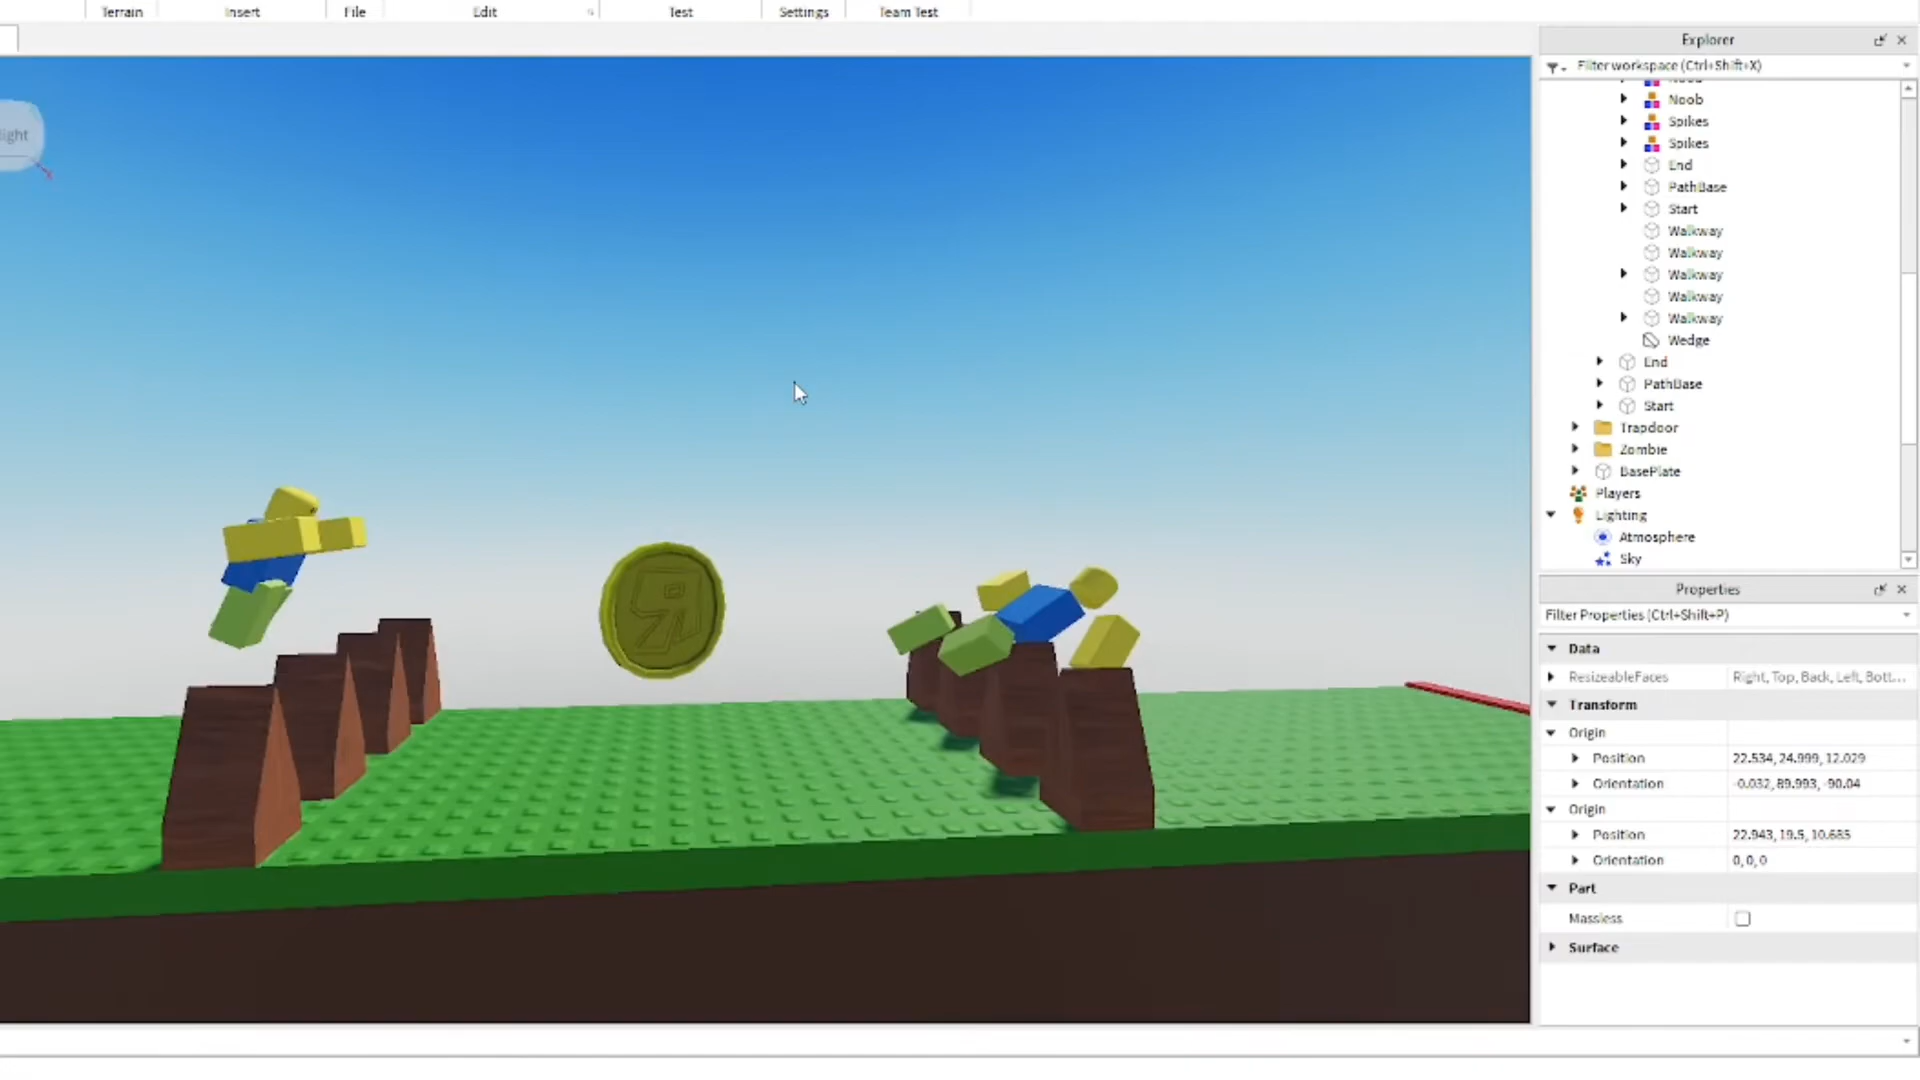 Terrain Insert File Edit Test Settings Team Test
Explorer
Filter workspace (Ctrl+Shift+X)
Noob
Spikes
Spikes
End
PathBase
Start
Walkway
Walkway
Walkway
Walkway
Walkway
Wedge
End
PathBase
Start
Trapdoor
Zombie
BasePlate
Players
Lighting
Atmosphere
Sky
Properties
Filter Properties (Ctrl+Shift+P)
Data
ResizeableFaces Right, Top, Back, Left, Bott...
Transform
Origin
Position 22.534, 24.999, 12.029
Orientation -0.032, 89.993, -90.04
Origin
Position 22.943, 19.5, 10.685
Orientation 0, 0, 0
Part
Massless
Surface